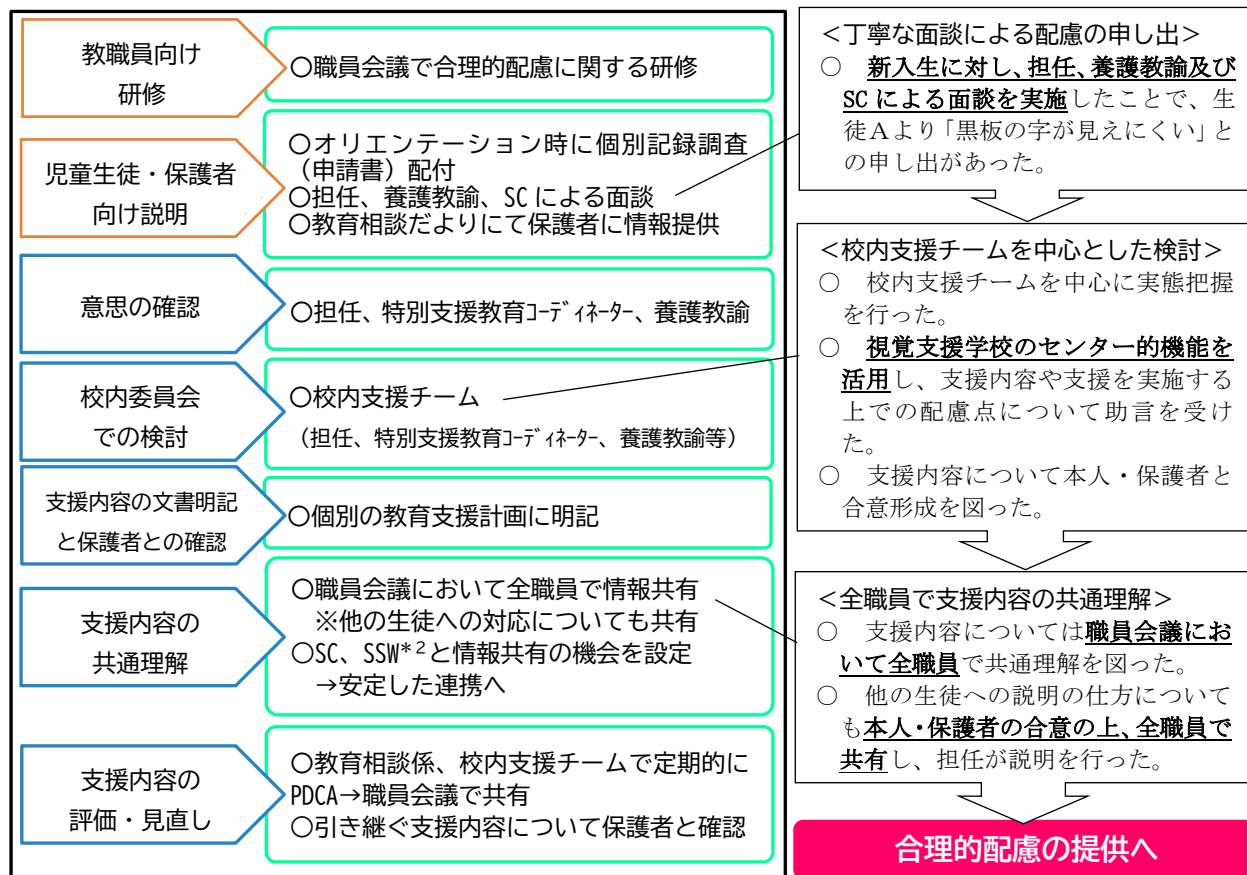 教職員向け
研修
○職員会議で合理的配慮に関する研修
児童生徒・保護者
向け説明
○オリエンテーション時に個別記録調査
（申請書）配付
○担任、養護教諭、SCによる面談
○教育相談だよりにて保護者に情報提供
意思の確認
○担任、特別支援教育ｺｰﾃﾞｨﾈｰﾀｰ、養護教諭
校内委員会
での検討
○校内支援チーム
（担任、特別支援教育ｺｰﾃﾞｨﾈｰﾀｰ、養護教諭等）
支援内容の文書明記
と保護者との確認
○個別の教育支援計画に明記
支援内容の
共通理解
○職員会議において全職員で情報共有
※他の生徒への対応についても共有
○SC、SSW*²と情報共有の機会を設定
→安定した連携へ
支援内容の
評価・見直し
○教育相談係、校内支援チームで定期的に
PDCA→職員会議で共有
○引き継ぐ支援内容について保護者と確認
＜丁寧な面談による配慮の申し出＞
○　新入生に対し、担任、養護教諭及び
SCによる面談を実施したことで、生
徒Ａより「黒板の字が見えにくい」と
の申し出があった。
＜校内支援チームを中心とした検討＞
○　校内支援チームを中心に実態把握
を行った。
○　視覚支援学校のセンター的機能を
活用し、支援内容や支援を実施する
上での配慮点について助言を受け
た。
○　支援内容について本人・保護者と
合意形成を図った。
＜全職員で支援内容の共通理解＞
○　支援内容については職員会議にお
いて全職員で共通理解を図った。
○　他の生徒への説明の仕方について
も本人・保護者の合意の上、全職員で
共有し、担任が説明を行った。
合理的配慮の提供へ